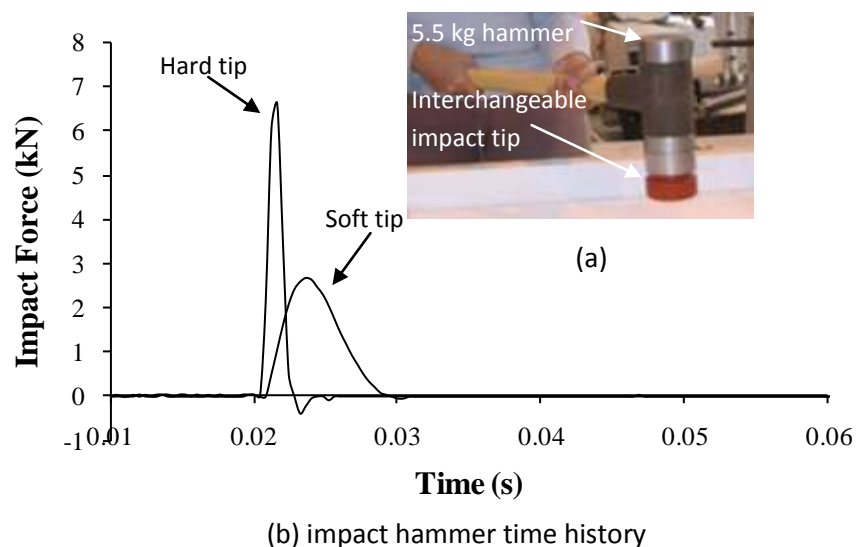 5.5 kg hammer
Interchangeable
impact tip
(a)
Hard tip
Soft tip
Impact Force (kN)
8
7
6
5
4
3
2
1
0
-1
0.01
0.02
0.03
0.04
0.05
0.06
Time (s)
(b) impact hammer time history